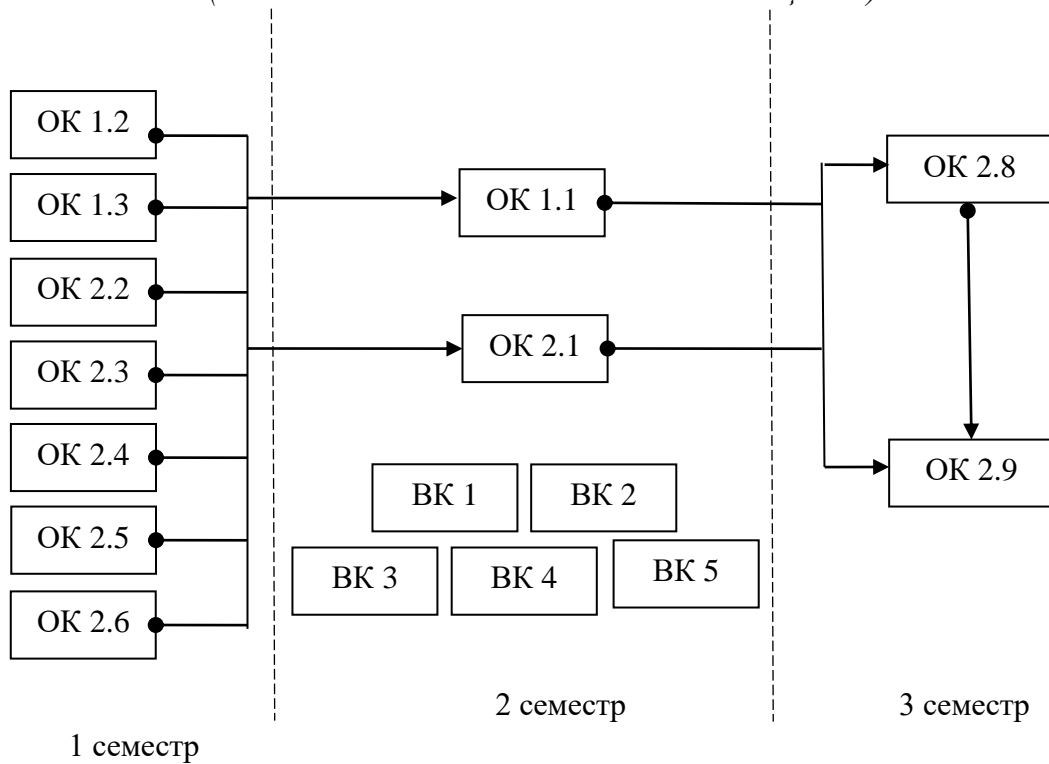 ОК 1.2
ОК 1.3
ОК 2.2
ОК 2.3
ОК 2.4
ОК 2.5
ОК 2.6
1 семестр
ОК 1.1
ОК 2.1
ВК 1
ВК 2
ВК 3
ВК 4
ВК 5
2 семестр
ОК 2.8
ОК 2.9
3 семестр